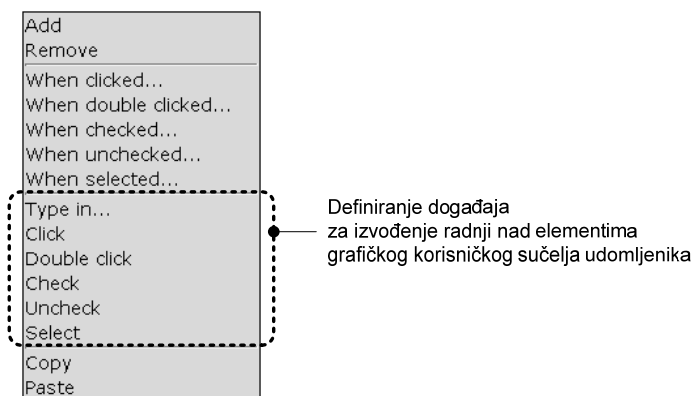 Add
Remove
When clicked...
When double clicked...
When checked...
When unchecked...
When selected...
Type in...
Click
Double click
Check
Uncheck
Select
Copy
Paste
Definiranje događaja
za izvođenje radnji nad elementima
grafičkog korisničkog sučelja udomljenika